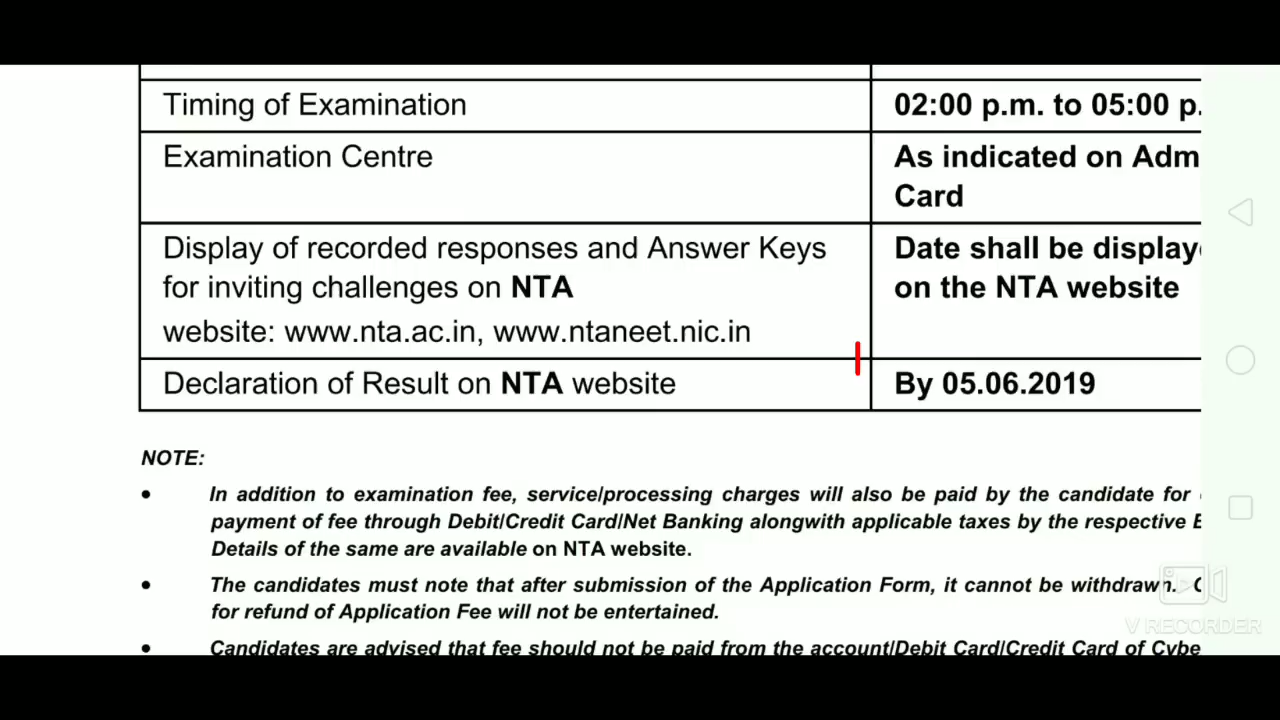 Timing of Examination
02:00 p.m. to 05:00 p.
Examination Centre
As indicated on Adm
Card
Display of recorded responses and Answer Keys
for inviting challenges on NTA
website: www.nta.ac.in, www.ntaneet.nic.in
Date shall be displaye
on the NTA website
Declaration of Result on NTA website
By 05.06.2019
NOTE:
• In addition to examination fee, service/processing charges will also be paid by the candidate for
payment of fee through Debit/Credit Card/Net Banking alongwith applicable taxes by the respective
Details of the same are available on NTA website.
• The candidates must note that after submission of the Application Form, it cannot be withdrawn.
for refund of Application Fee will not be entertained.
• Candidates are advised that fee should not be paid from the account/Debit Card/Credit Card of Cybe
V RECORDER